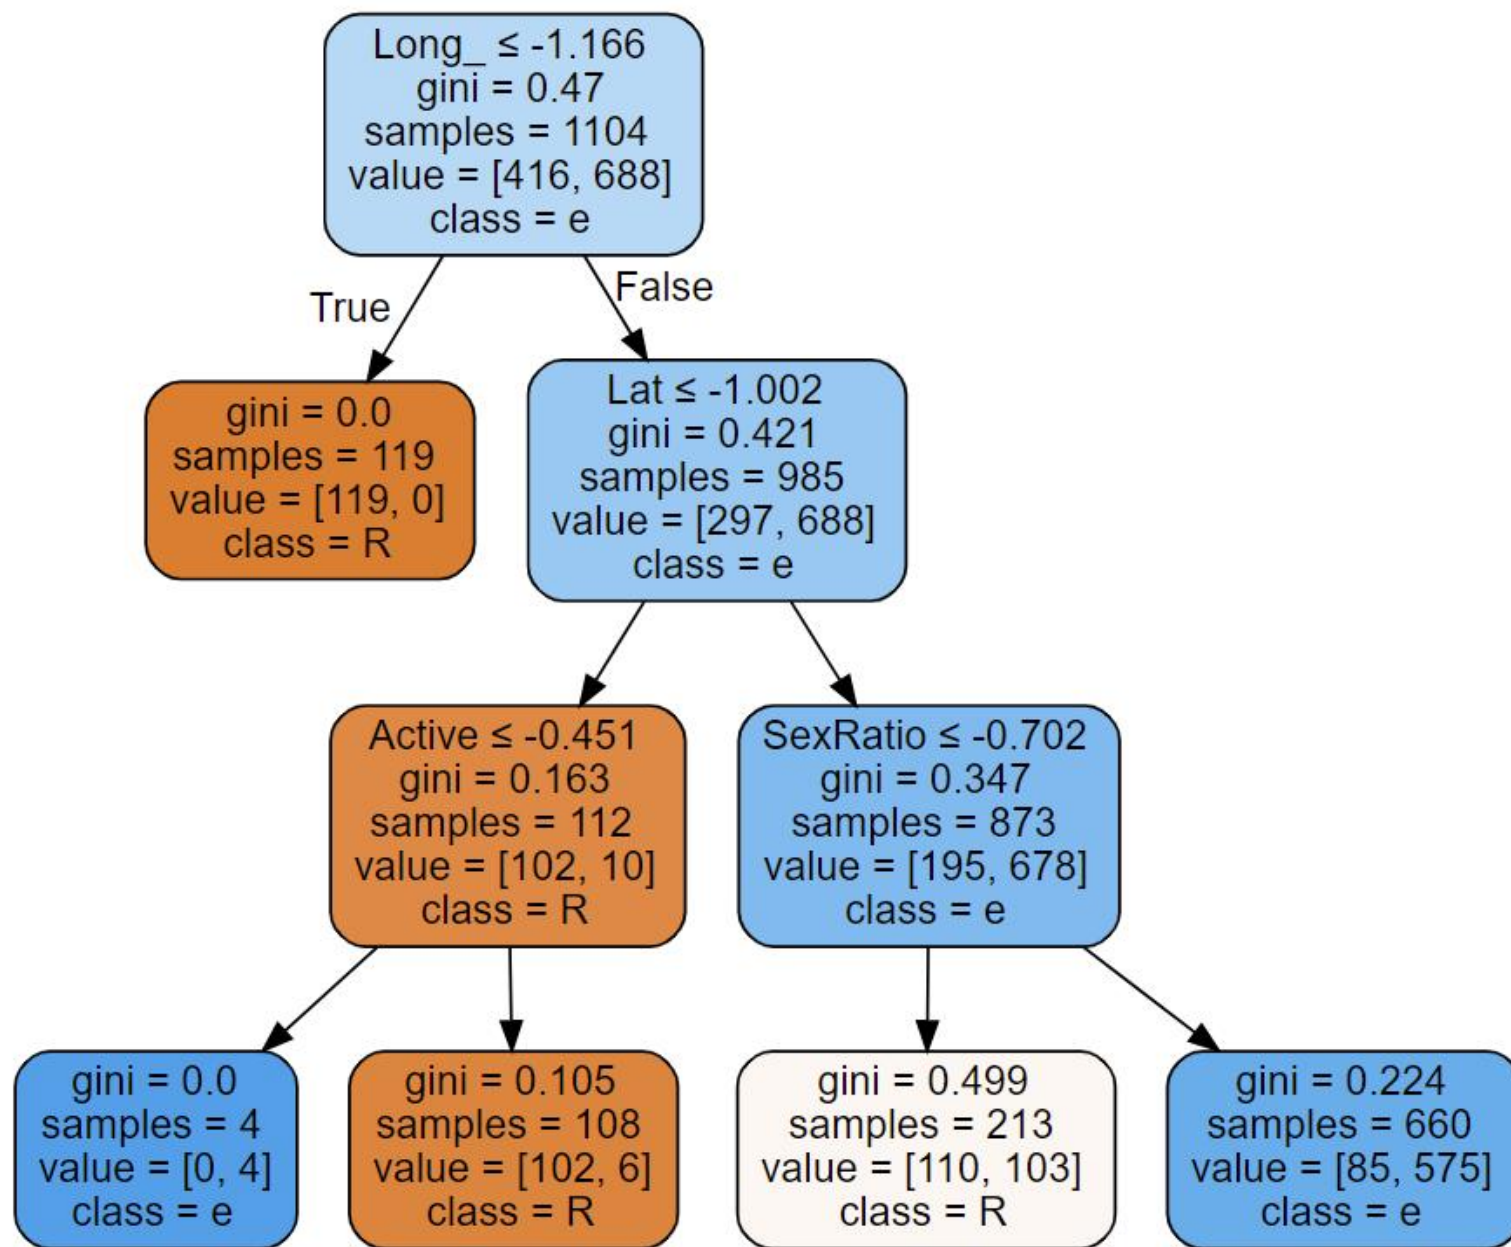 Long_ ≤ -1.166
gini = 0.47
samples = 1104
value = [416, 688]
class = e
True
False
gini = 0.0
samples = 119
value = [119, 0]
class = R
Lat ≤ -1.002
gini = 0.421
samples = 985
value = [297, 688]
class = e
Active ≤ -0.451
gini = 0.163
samples = 112
value = [102, 10]
class = R
SexRatio ≤ -0.702
gini = 0.347
samples = 873
value = [195, 678]
class = e
gini = 0.0
samples = 4
value = [0, 4]
class = e
gini = 0.105
samples = 108
value = [102, 6]
class = R
gini = 0.499
samples = 213
value = [110, 103]
class = R
gini = 0.224
samples = 660
value = [85, 575]
class = e